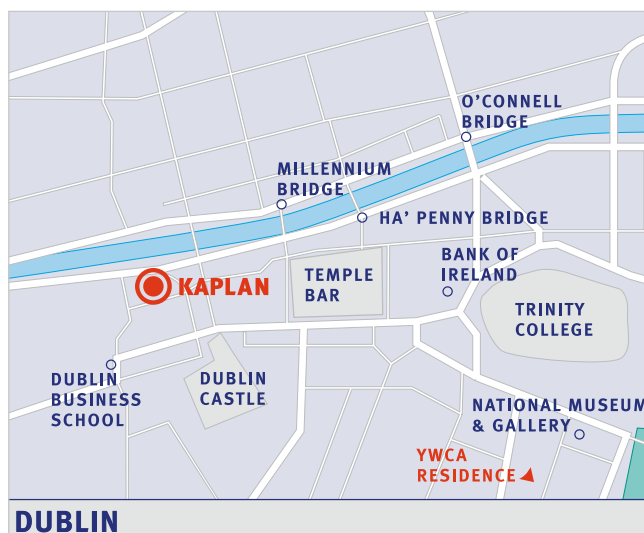 O'CONNELL
BRIDGE
MILLENNIUM
BRIDGE
HA' PENNY BRIDGE
BANK OF
IRELAND
KAPLAN
TEMPLE
BAR
TRINITY
COLLEGE
DUBLIN
BUSINESS
SCHOOL
DUBLIN
CASTLE
NATIONAL MUSEUM
& GALLERY
YWCA
RESIDENCE
DUBLIN